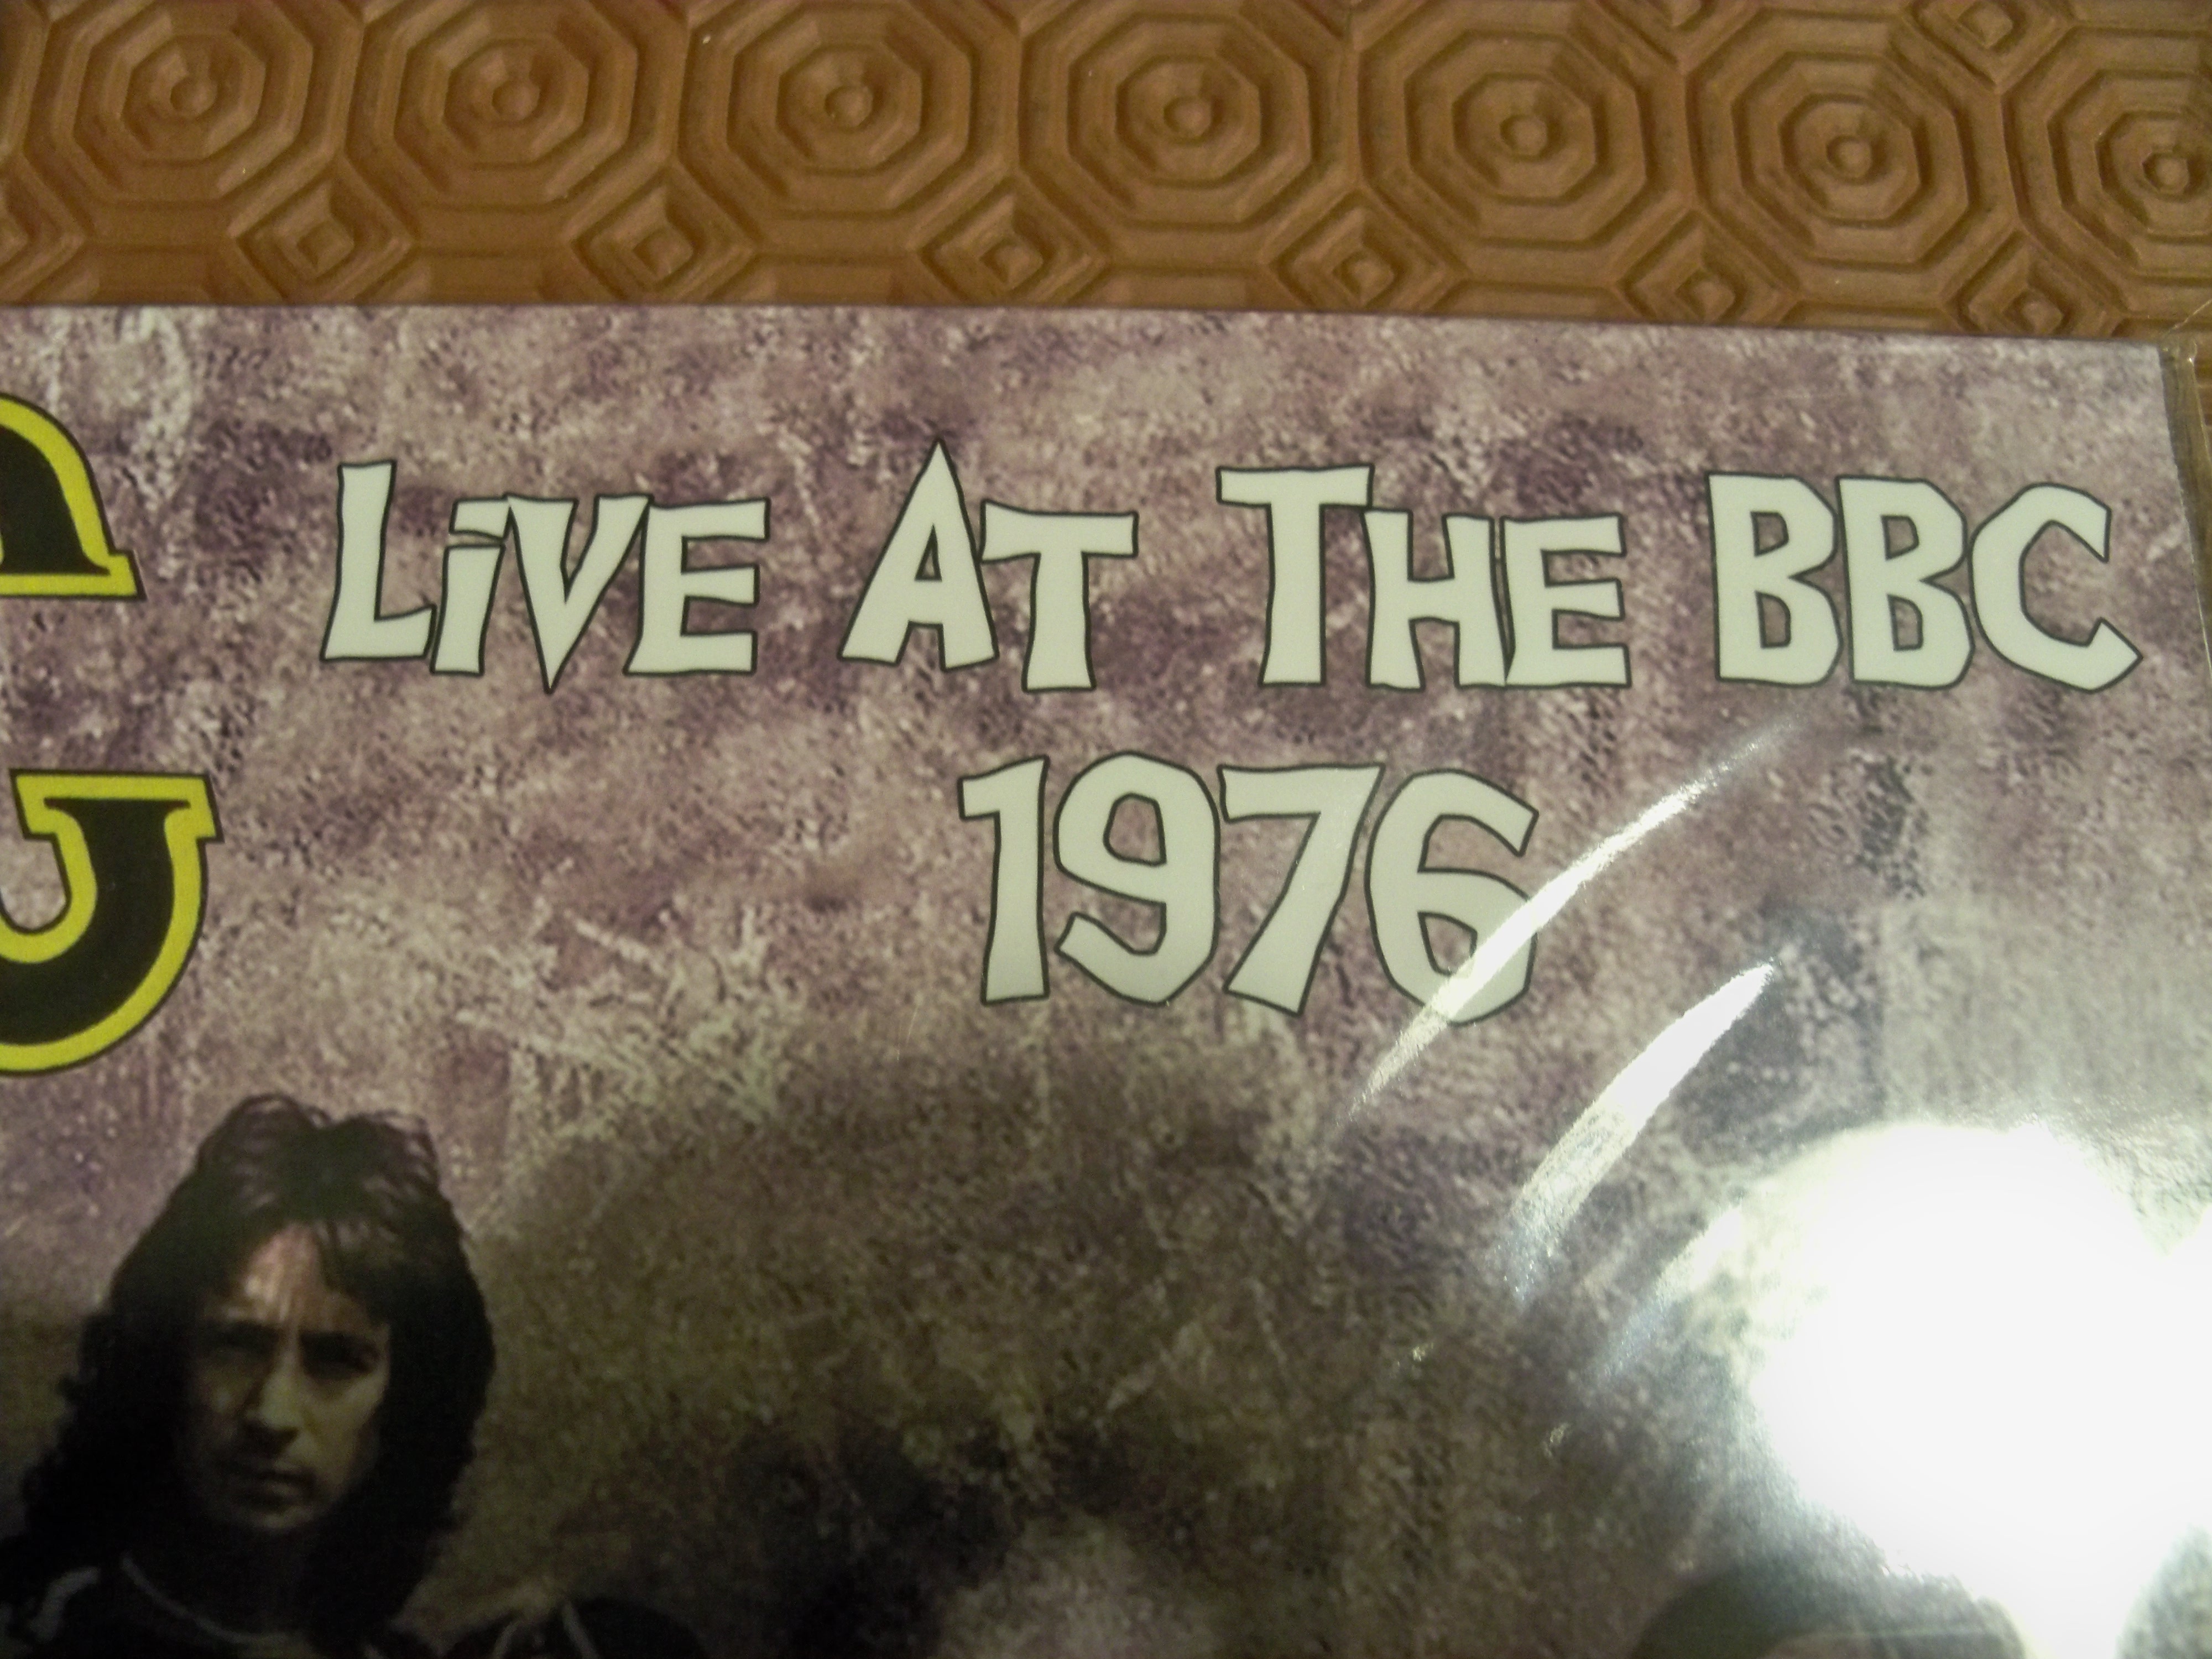 LiVE AT THE BBC
1976